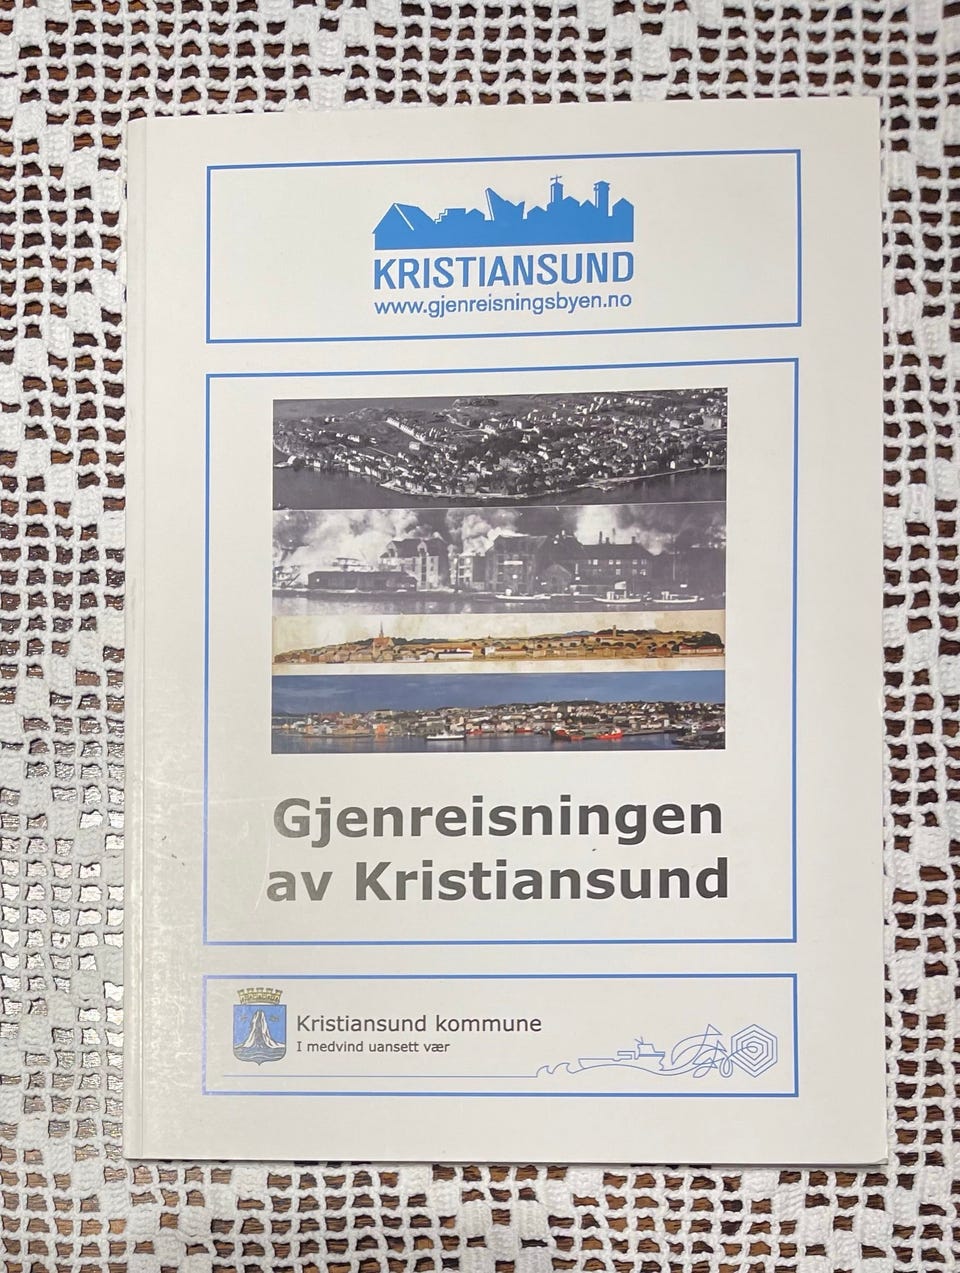 KRISTIANSUND
www.gjenreisningsbyen.no
Gjenreisningen
av Kristiansund
Kristiansund kommune
I medvind uansett vær